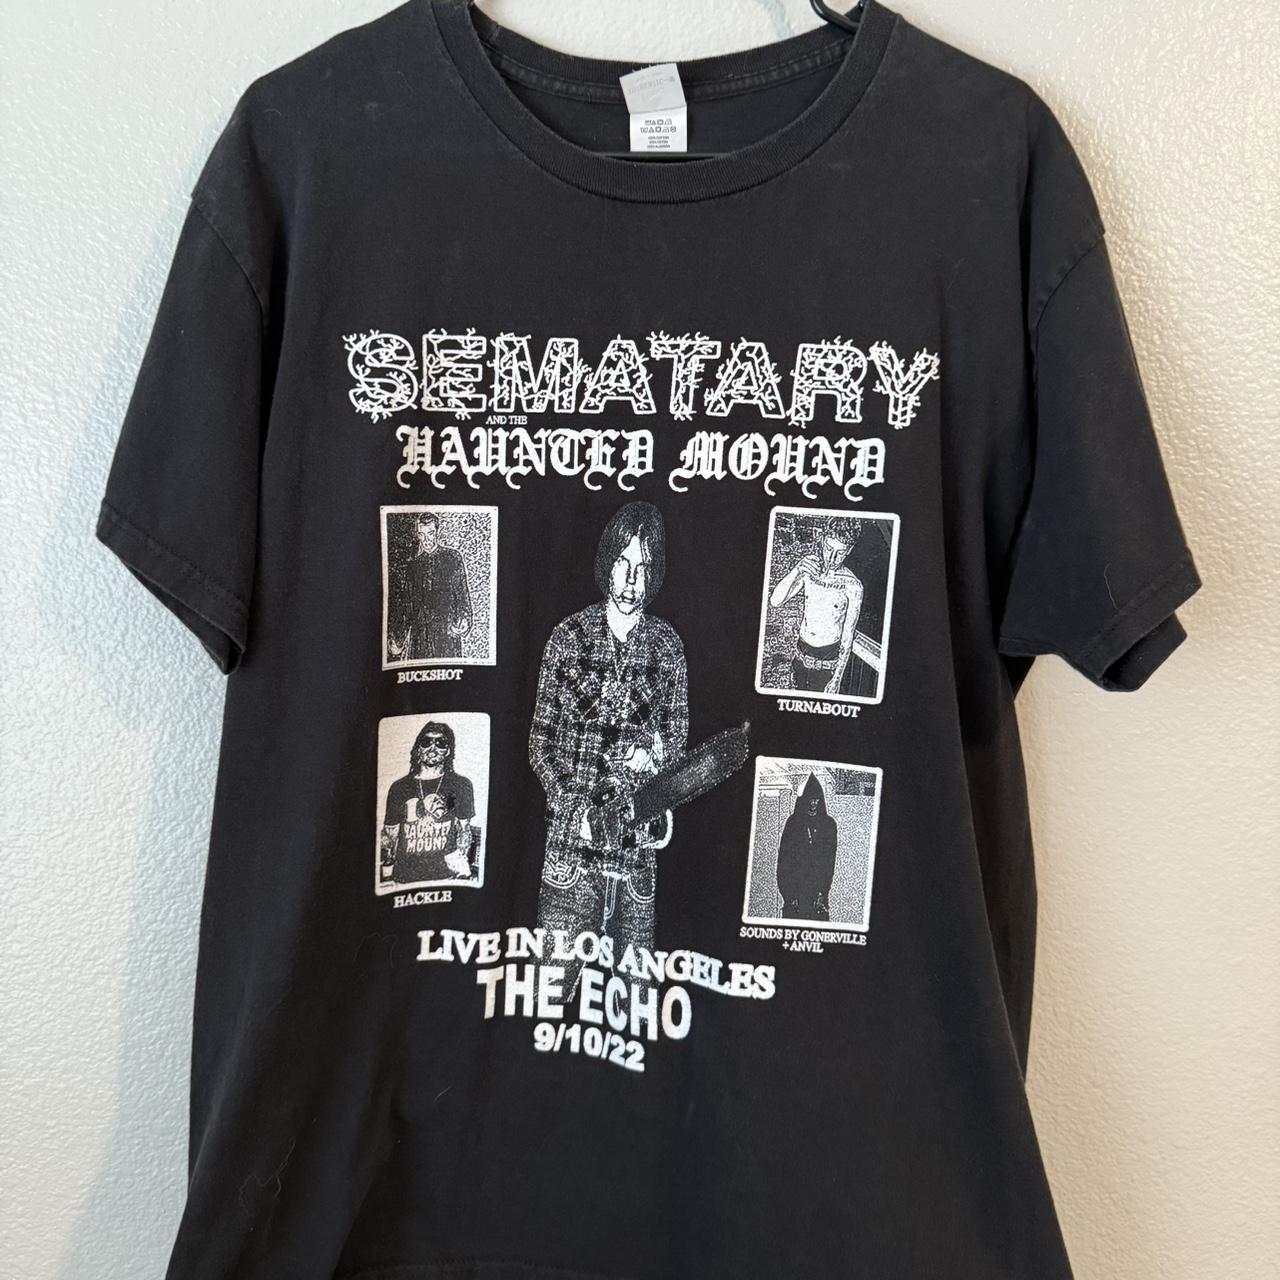 SEMATARY
AND THE
HAUNTED MOUND
BUCKSHOT
TURNABOUT
HAUNTED
MOUND
HACKLE
SOUNDS BY GONERVILLE
+ ANVIL
LIVE IN LOS ANGELES
THE ECHO
9/10/22